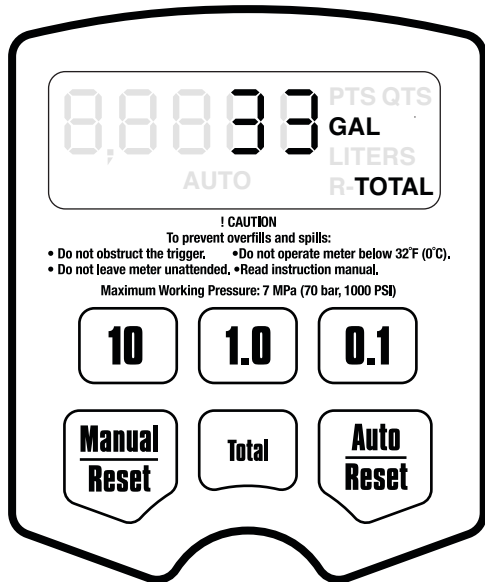 PTS QTS
33 GAL
LITERS
AUTO R-TOTAL
! CAUTION
To prevent overfills and spills:
• Do not obstruct the trigger. •Do not operate meter below 32°F (0°C).
• Do not leave meter unattended. •Read instruction manual.
Maximum Working Pressure: 7 MPa (70 bar, 1000 PSI)
10 1.0 0.1
Manual Reset
Total
Auto Reset